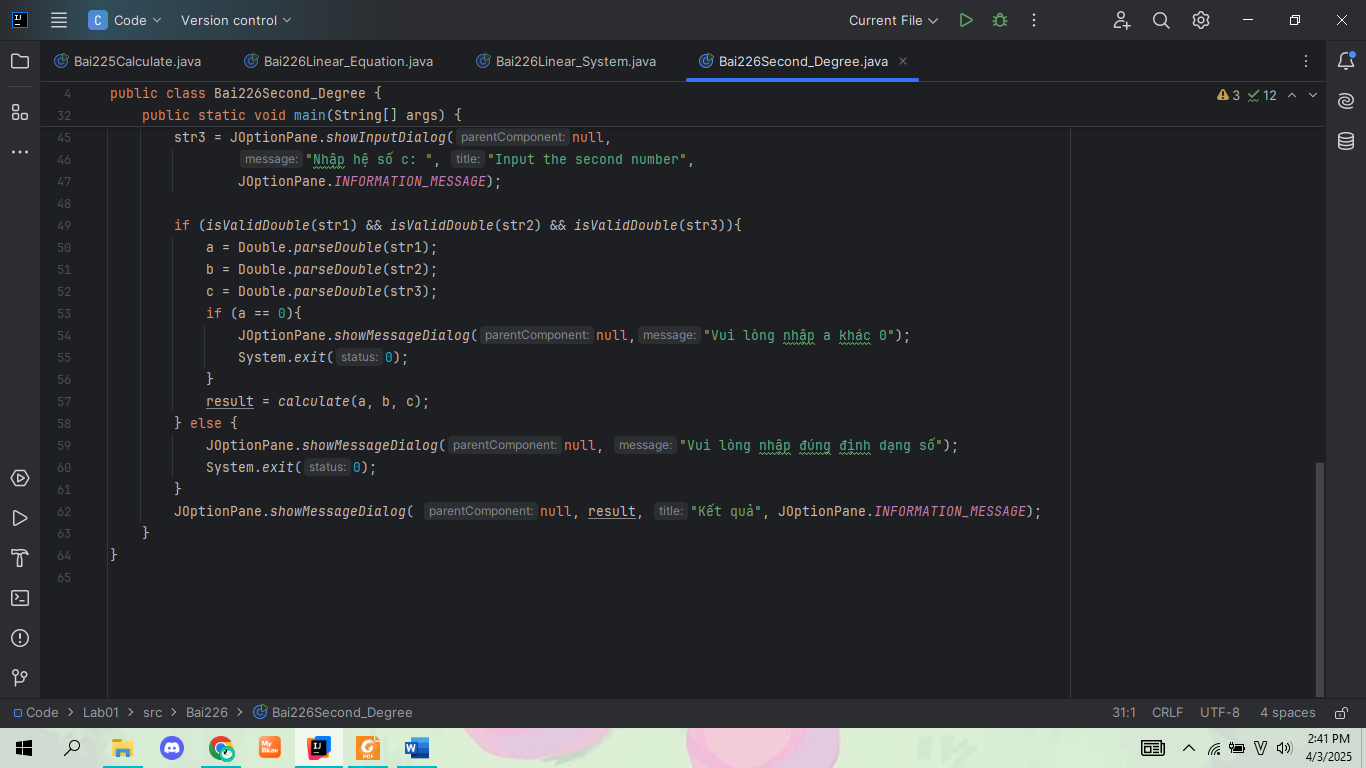 Code Version control Current File
Bai225Calculate.java Bai226Linear_Equation.java Bai226Linear_System.java Bai226Second_Degree.java
4 public class Bai226Second_Degree { 3 12
32 public static void main(String[] args) {
45 str3 = JOptionPane.showInputDialog( parentComponent: null,
46 message: "Nhập hệ số c: ", title: "Input the second number",
47 JOptionPane.INFORMATION_MESSAGE);
48
49 if (isValidDouble(str1) && isValidDouble(str2) && isValidDouble(str3)){
50 a = Double.parseDouble(str1);
51 b = Double.parseDouble(str2);
52 c = Double.parseDouble(str3);
53 if (a == 0){
54 JOptionPane.showMessageDialog( parentComponent: null, message: "Vui lòng nhập a khác 0");
55 System.exit( status: 0);
56 }
57 result = calculate(a, b, c);
58 } else {
59 JOptionPane.showMessageDialog( parentComponent: null, message: "Vui lòng nhập đúng định dạng số");
60 System.exit( status: 0);
61 }
62 JOptionPane.showMessageDialog( parentComponent: null, result, title: "Kết quả", JOptionPane.INFORMATION_MESSAGE);
63 }
64 }
65
Code > Lab01 > src > Bai226 > Bai226Second_Degree 31:1 CRLF UTF-8 4 spaces
2:41 PM
4/3/2025